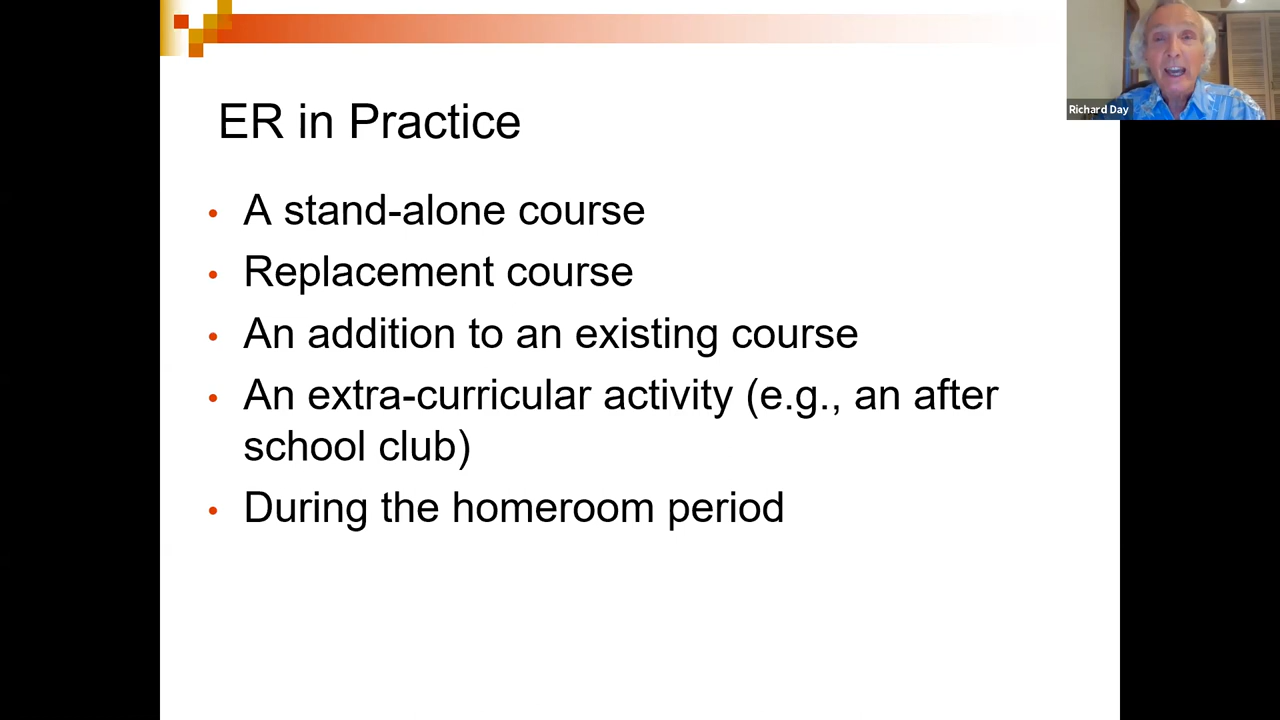 ER in Practice
• A stand-alone course
• Replacement course
• An addition to an existing course
• An extra-curricular activity (e.g., an after
school club)
• During the homeroom period
Richard Day